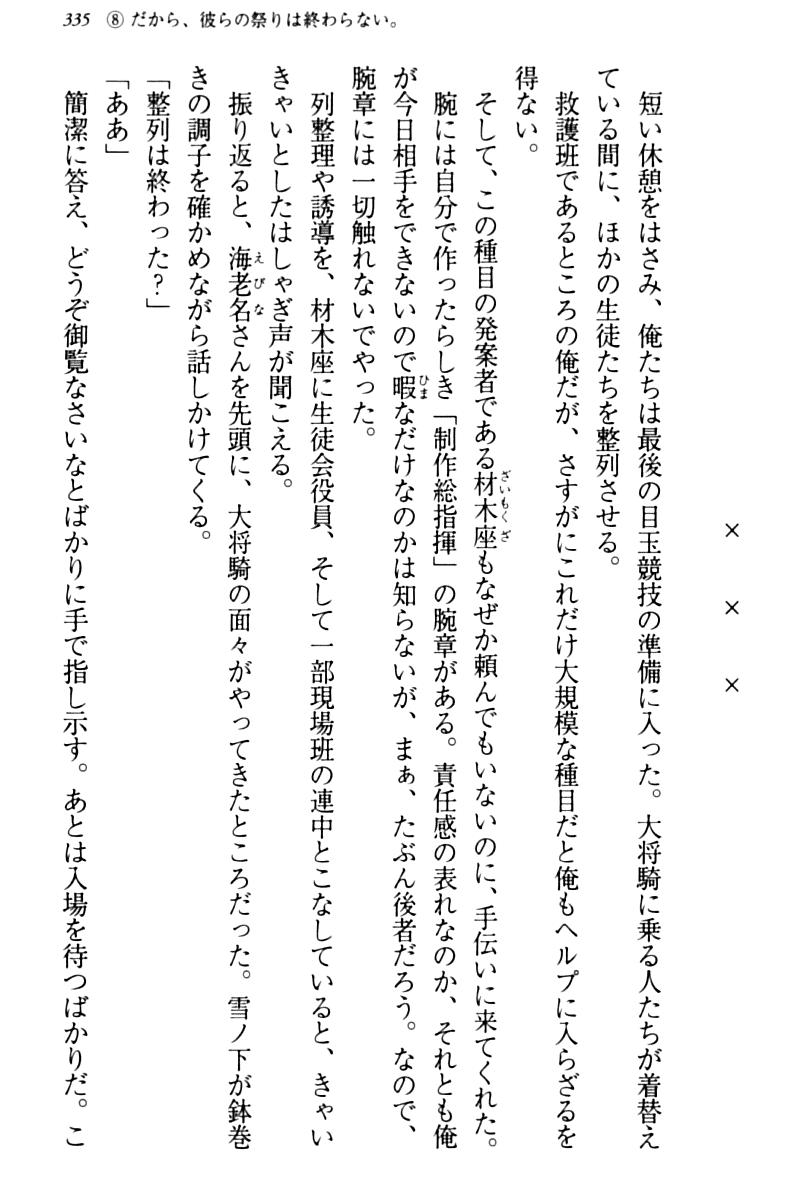 335 ⑧ だから、彼らの祭りは終わらない。
× × ×
短い休憩をはさみ、俺たちは最後の目玉競技の準備に入った。大将騎に乗る人たちが着替え
ている間に、ほかの生徒たちを整列させる。
救護班であるところの俺だが、さすがにこれだけ大規模な種目だと俺もヘルプに入らざるを
得ない。
そして、この種目の発案者である材木座もなぜか頼んでもいないのに、手伝いに来てくれた。
ざいもくざ
腕には自分で作ったらしき「制作総指揮」の腕章がある。責任感の表れなのか、それとも俺
が今日相手をできないので暇なだけなのかは知らないが、まぁ、たぶん後者だろう。なので、
ひま
腕章には一切触れないでやった。
列整理や誘導を、材木座に生徒会役員、そして一部現場班の連中とこなしていると、きゃい
きゃいとしたはしゃぎ声が聞こえる。
振り返ると、海老名さんを先頭に、大将騎の面々がやってきたところだった。雪ノ下が鉢巻
えびな
きの調子を確かめながら話しかけてくる。
「整列は終わった?」
「ああ」
簡潔に答え、どうぞ御覧なさいなとばかりに手で指し示す。あとは入場を待つばかりだ。こ